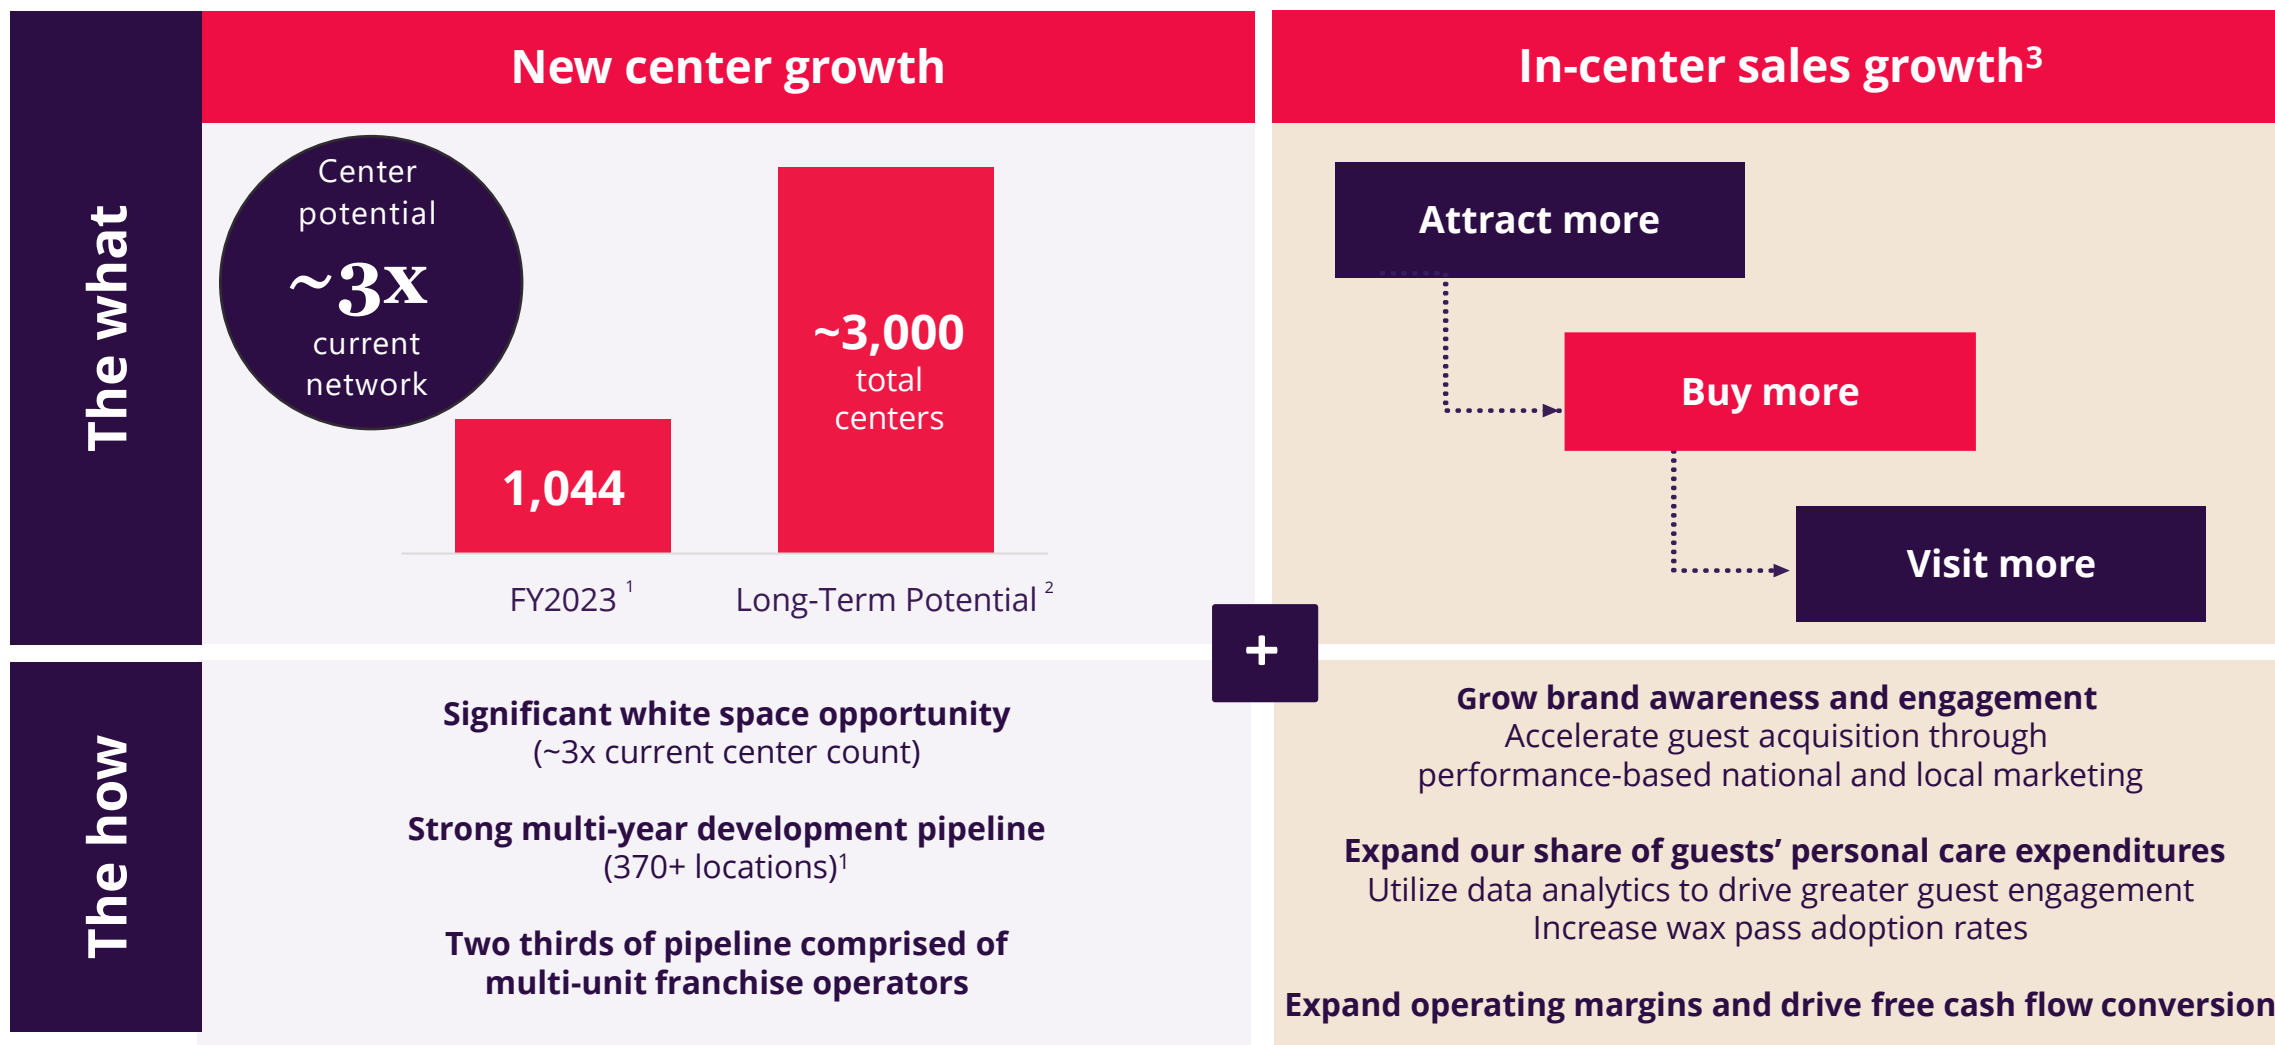 The what
New center growth
Center
potential
~3x
current
network
1,044
~3,000
total
centers
FY2023 1
Long-Term Potential 2
In-center sales growth3
Attract more
Buy more
Visit more
+
The how
Significant white space opportunity
(~3x current center count)
Strong multi-year development pipeline
(370+ locations)1
Two thirds of pipeline comprised of
multi-unit franchise operators
Grow brand awareness and engagement
Accelerate guest acquisition through
performance-based national and local marketing
Expand our share of guests’ personal care expenditures
Utilize data analytics to drive greater guest engagement
Increase wax pass adoption rates
Expand operating margins and drive free cash flow conversion